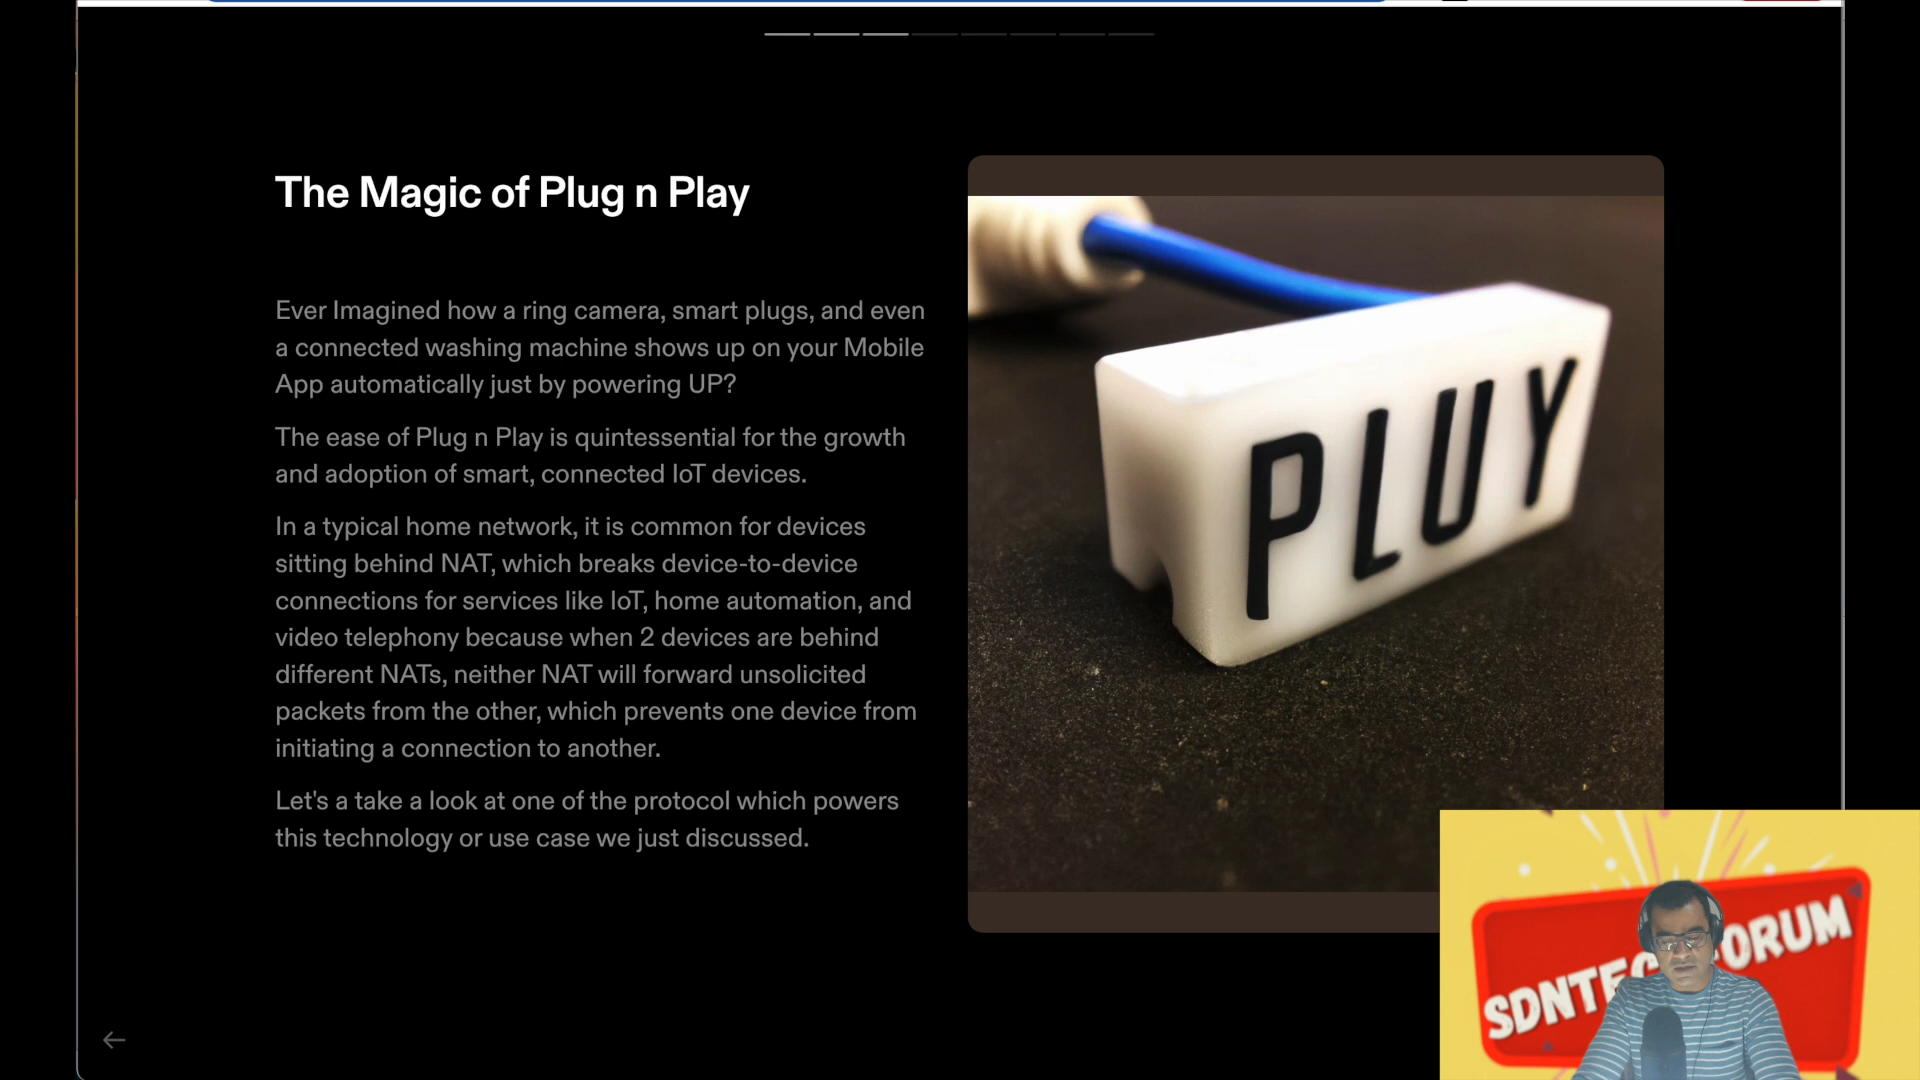 The Magic of Plug n Play
Ever Imagined how a ring camera, smart plugs, and even
a connected washing machine shows up on your Mobile
App automatically just by powering UP?
The ease of Plug n Play is quintessential for the growth
and adoption of smart, connected IoT devices.
In a typical home network, it is common for devices
sitting behind NAT, which breaks device-to-device
connections for services like IoT, home automation, and
video telephony because when 2 devices are behind
different NATs, neither NAT will forward unsolicited
packets from the other, which prevents one device from
initiating a connection to another.
Let's a take a look at one of the protocol which powers
this technology or use case we just discussed.
PLUY